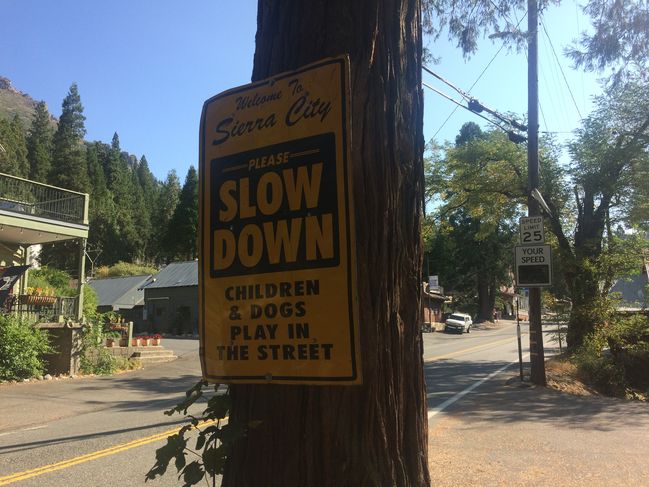 Welcome To
Sierra City
PLEASE
SLOW
DOWN
CHILDREN
& DOGS
PLAY IN
THE STREET
SPEED
LIMIT
25
YOUR
SPEED